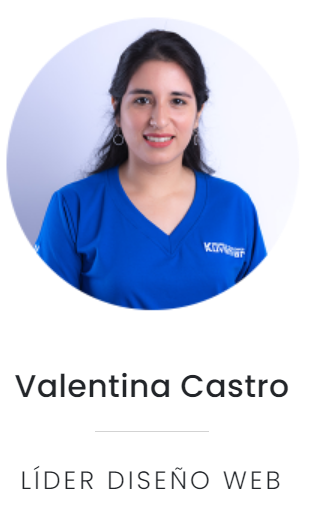 Valentina Castro
LÍDER DISEÑO WEB